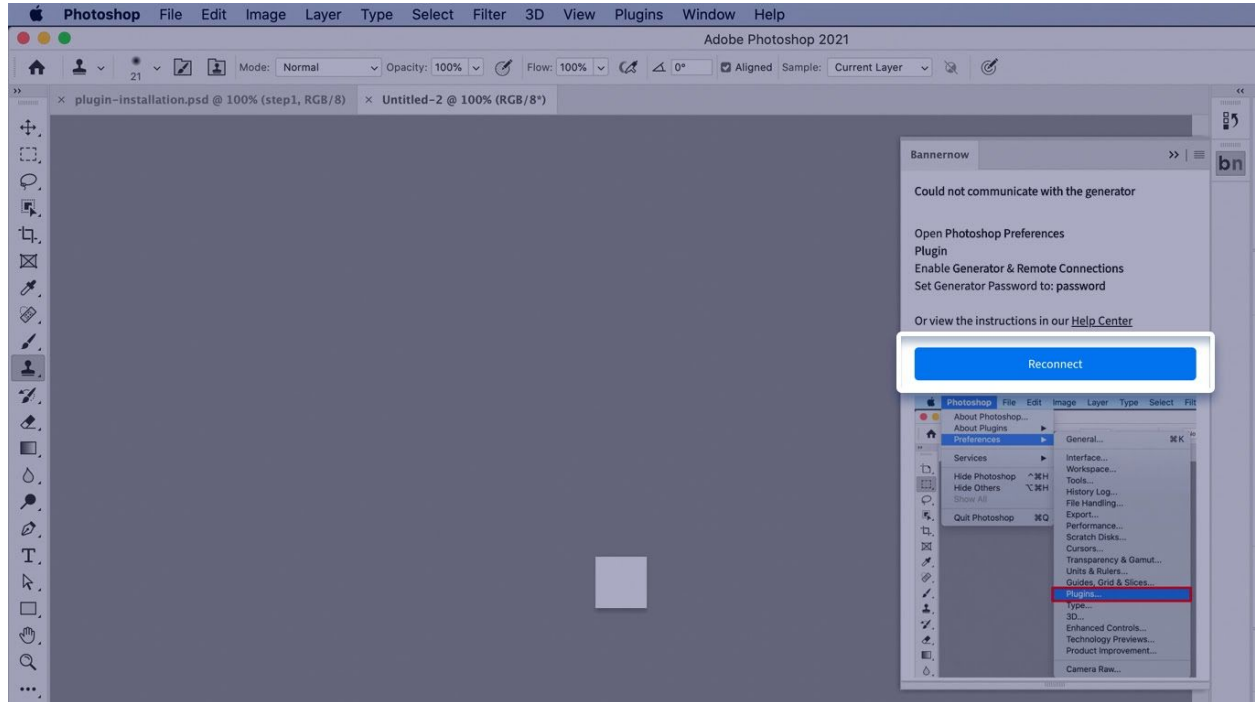 Photoshop File Edit Image Layer Type Select Filter 3D View Plugins Window Help
Adobe Photoshop 2021
21 Mode: Normal Opacity: 100% Flow: 100% 0° Aligned Sample: Current Layer
× plugin-installation.psd @ 100% (step1, RGB/8) × Untitled-2 @ 100% (RGB/8*)
Bannernow
bn
Could not communicate with the generator
Open Photoshop Preferences
Plugin
Enable Generator & Remote Connections
Set Generator Password to: password
Or view the instructions in our Help Center
Reconnect
Photoshop File Edit Image Layer Type Select Filt
About Photoshop...
About Plugins
Preferences
Services
Hide Photoshop ^⌘H
Hide Others ⌥⌘H
Show All
Quit Photoshop ⌘Q
General... ⌘K
Interface...
Workspace...
Tools...
History Log...
File Handling...
Export...
Performance...
Scratch Disks...
Cursors...
Transparency & Gamut...
Units & Rulers...
Guides, Grid & Slices...
Plugins...
Type...
3D...
Enhanced Controls...
Technology Previews...
Product Improvement...
Camera Raw...